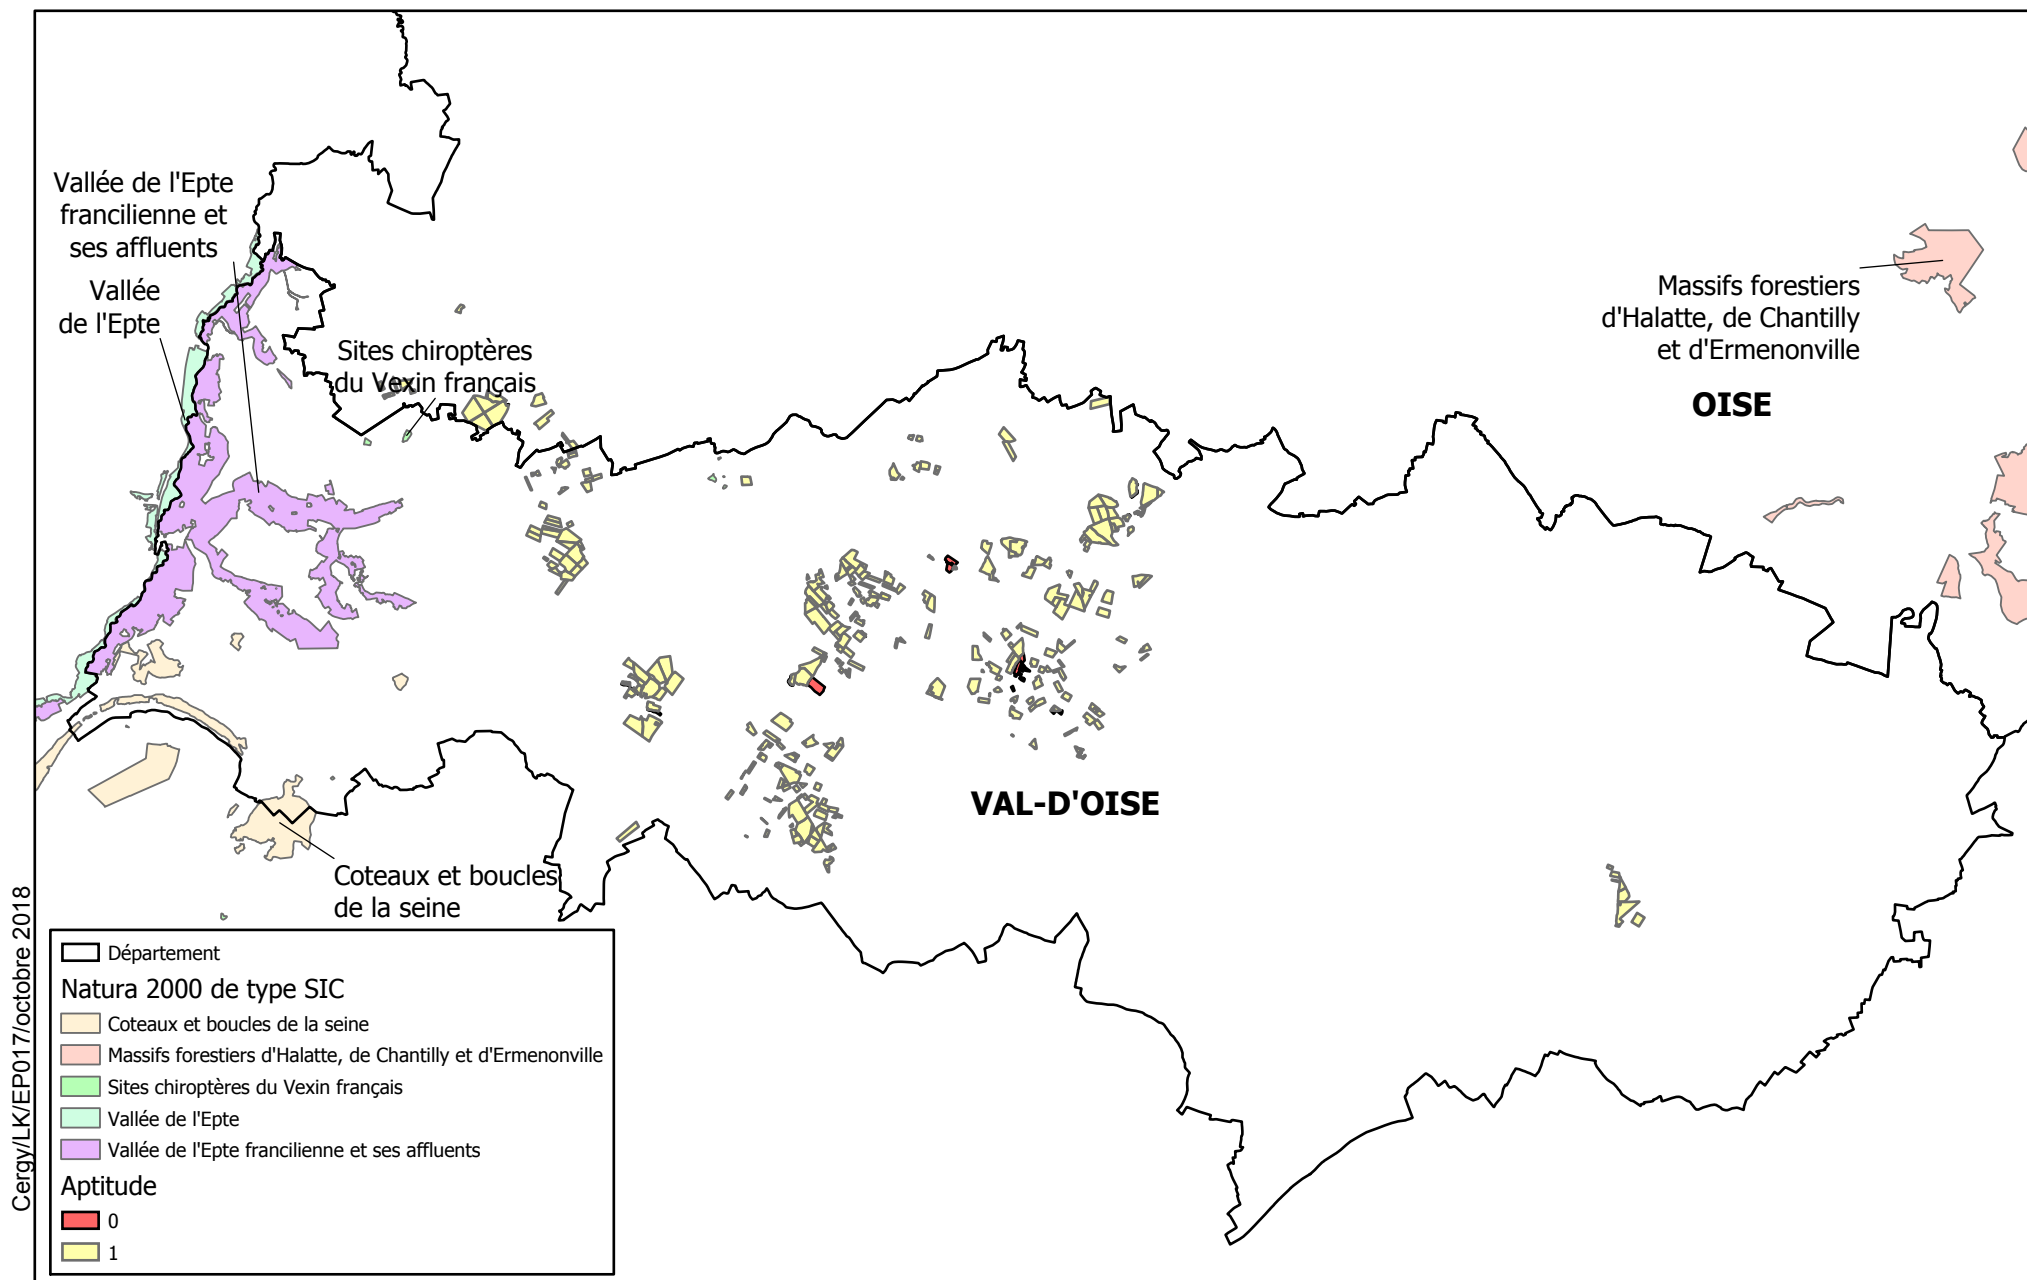 Vallée de l'Epte
francilienne et
ses affluents
Vallée
de l'Epte
Sites chiroptères
du Vexin français
Massifs forestiers
d'Halatte, de Chantilly
et d'Ermenonville
OISE
VAL-D'OISE
Coteaux et boucles
de la seine
Cergy/LK/EP017/octobre 2018
Département
Natura 2000 de type SIC
Coteaux et boucles de la seine
Massifs forestiers d'Halatte, de Chantilly et d'Ermenonville
Sites chiroptères du Vexin français
Vallée de l'Epte
Vallée de l'Epte francilienne et ses affluents
Aptitude
0
1